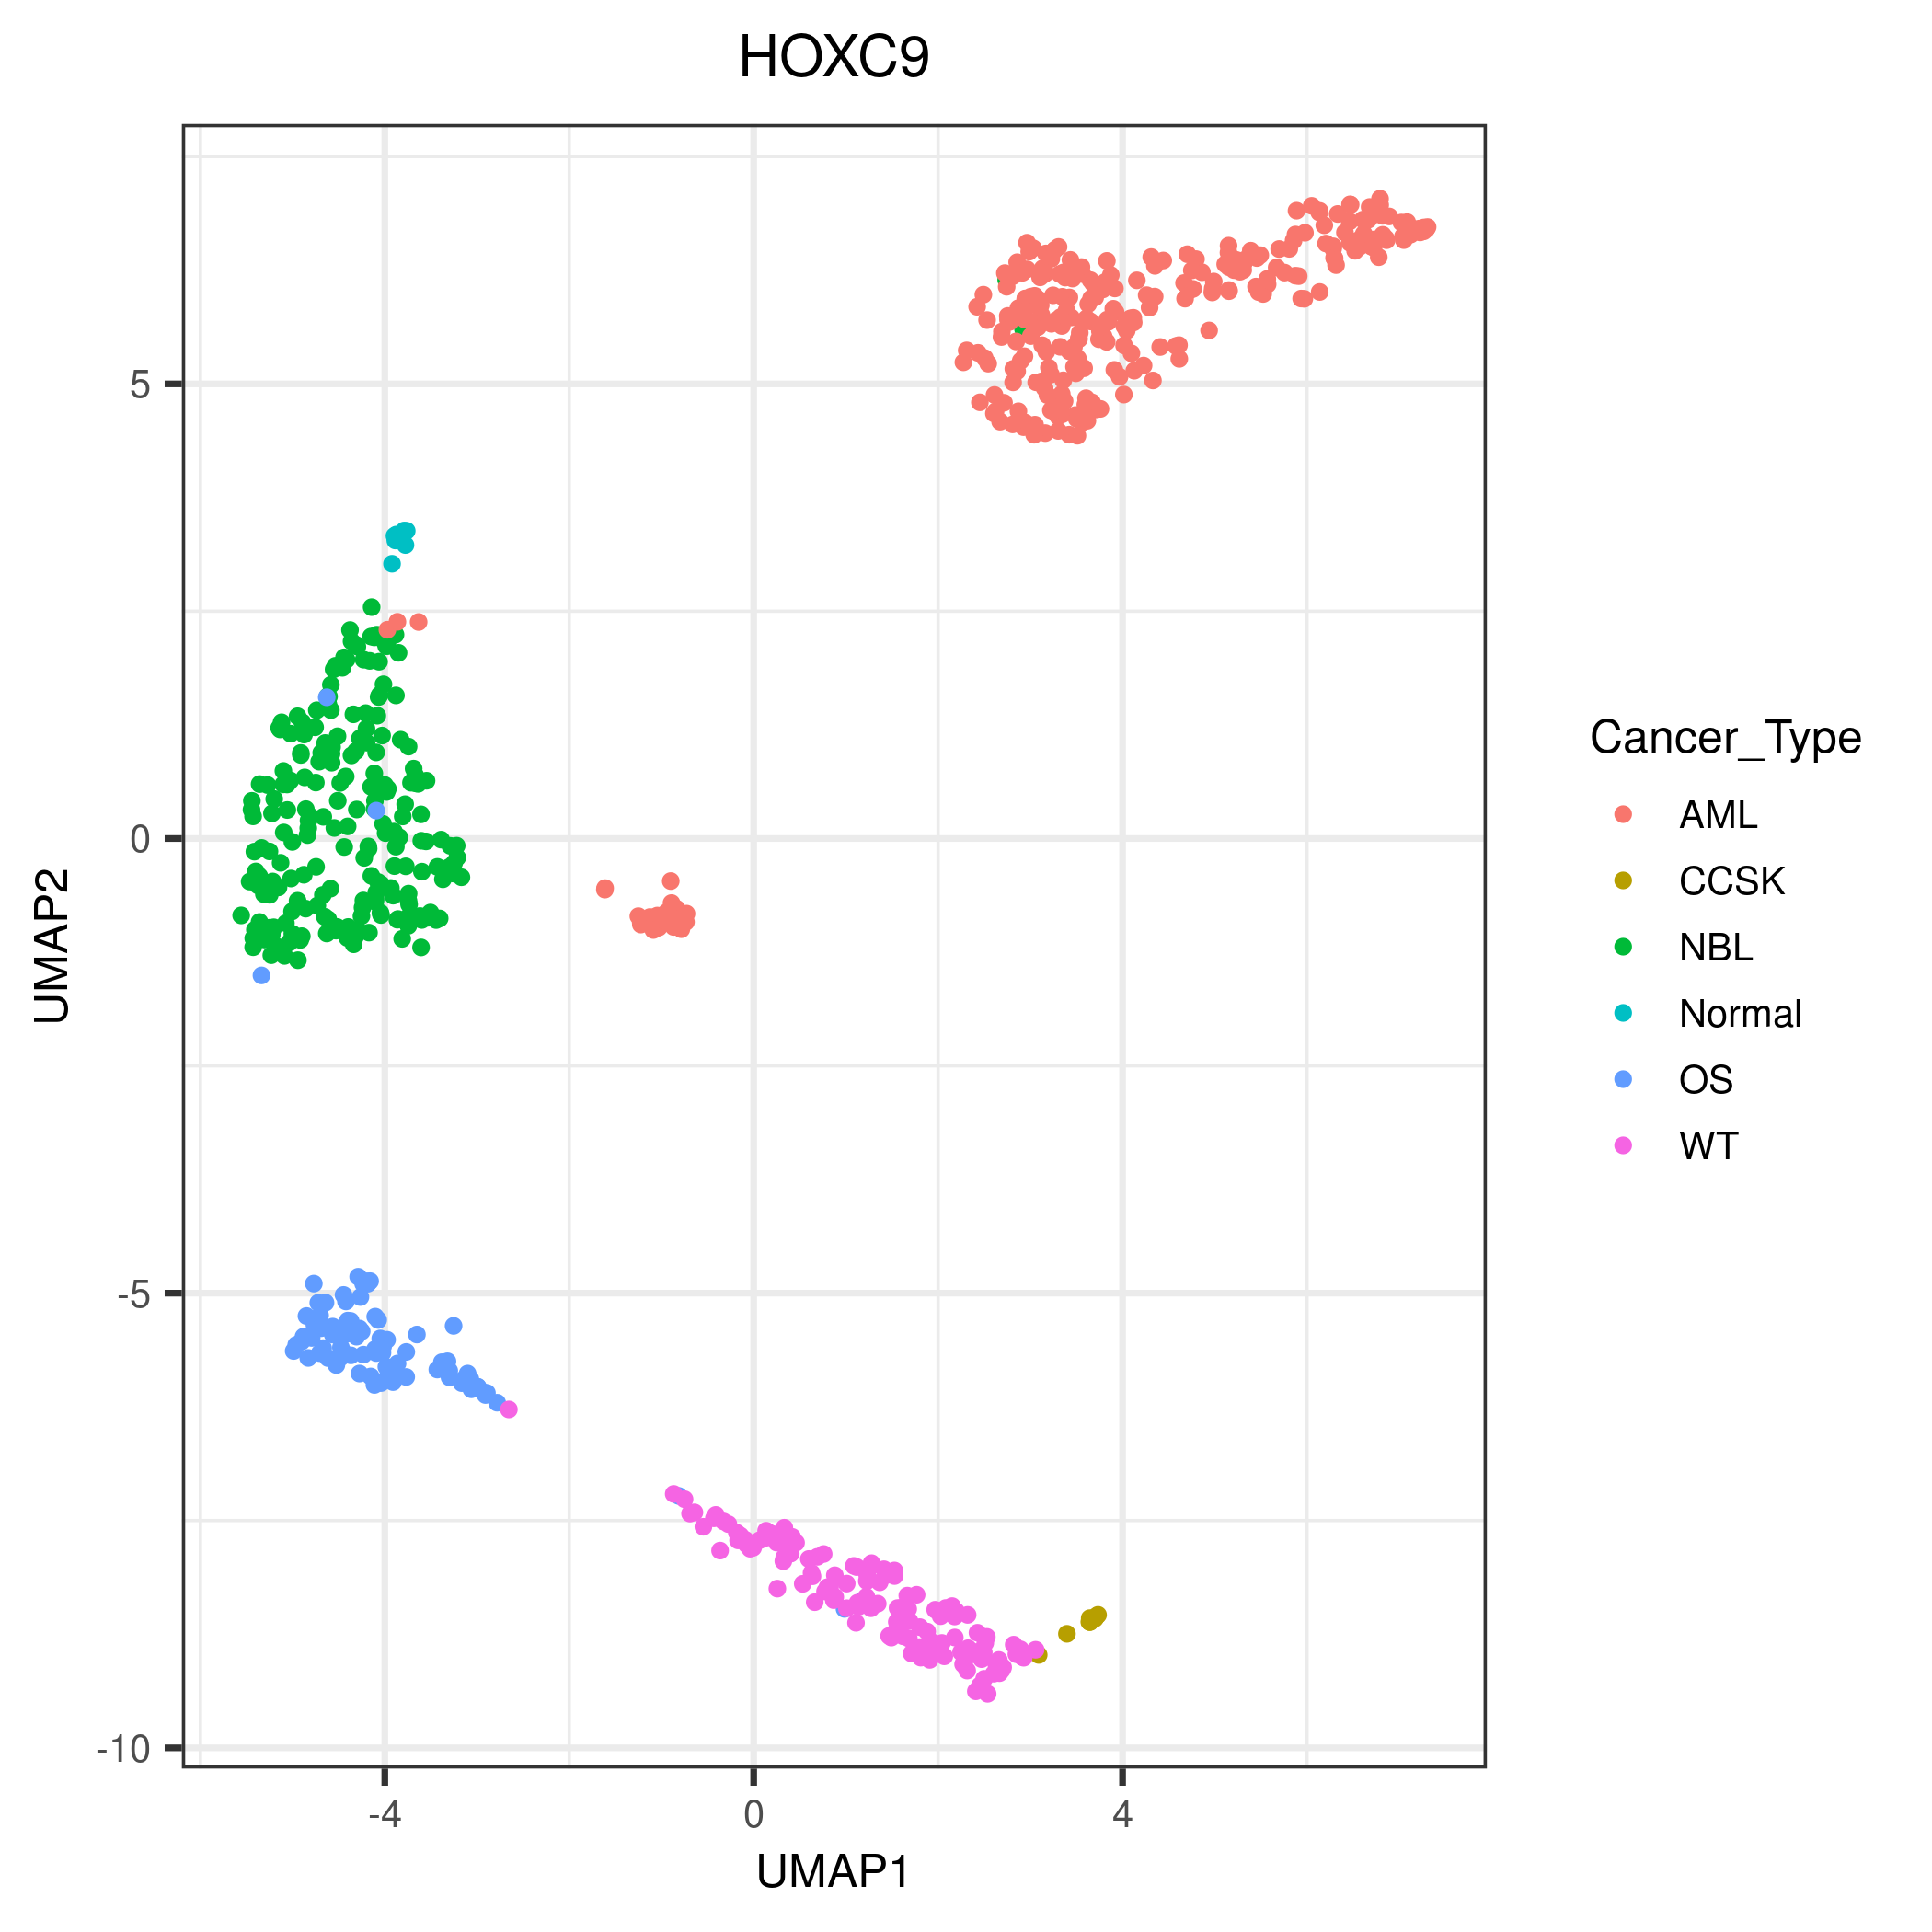 HOXC9
5
0
-5
-10
UMAP2
-4 0 4
UMAP1
Cancer_Type
AML
CCSK
NBL
Normal
OS
WT